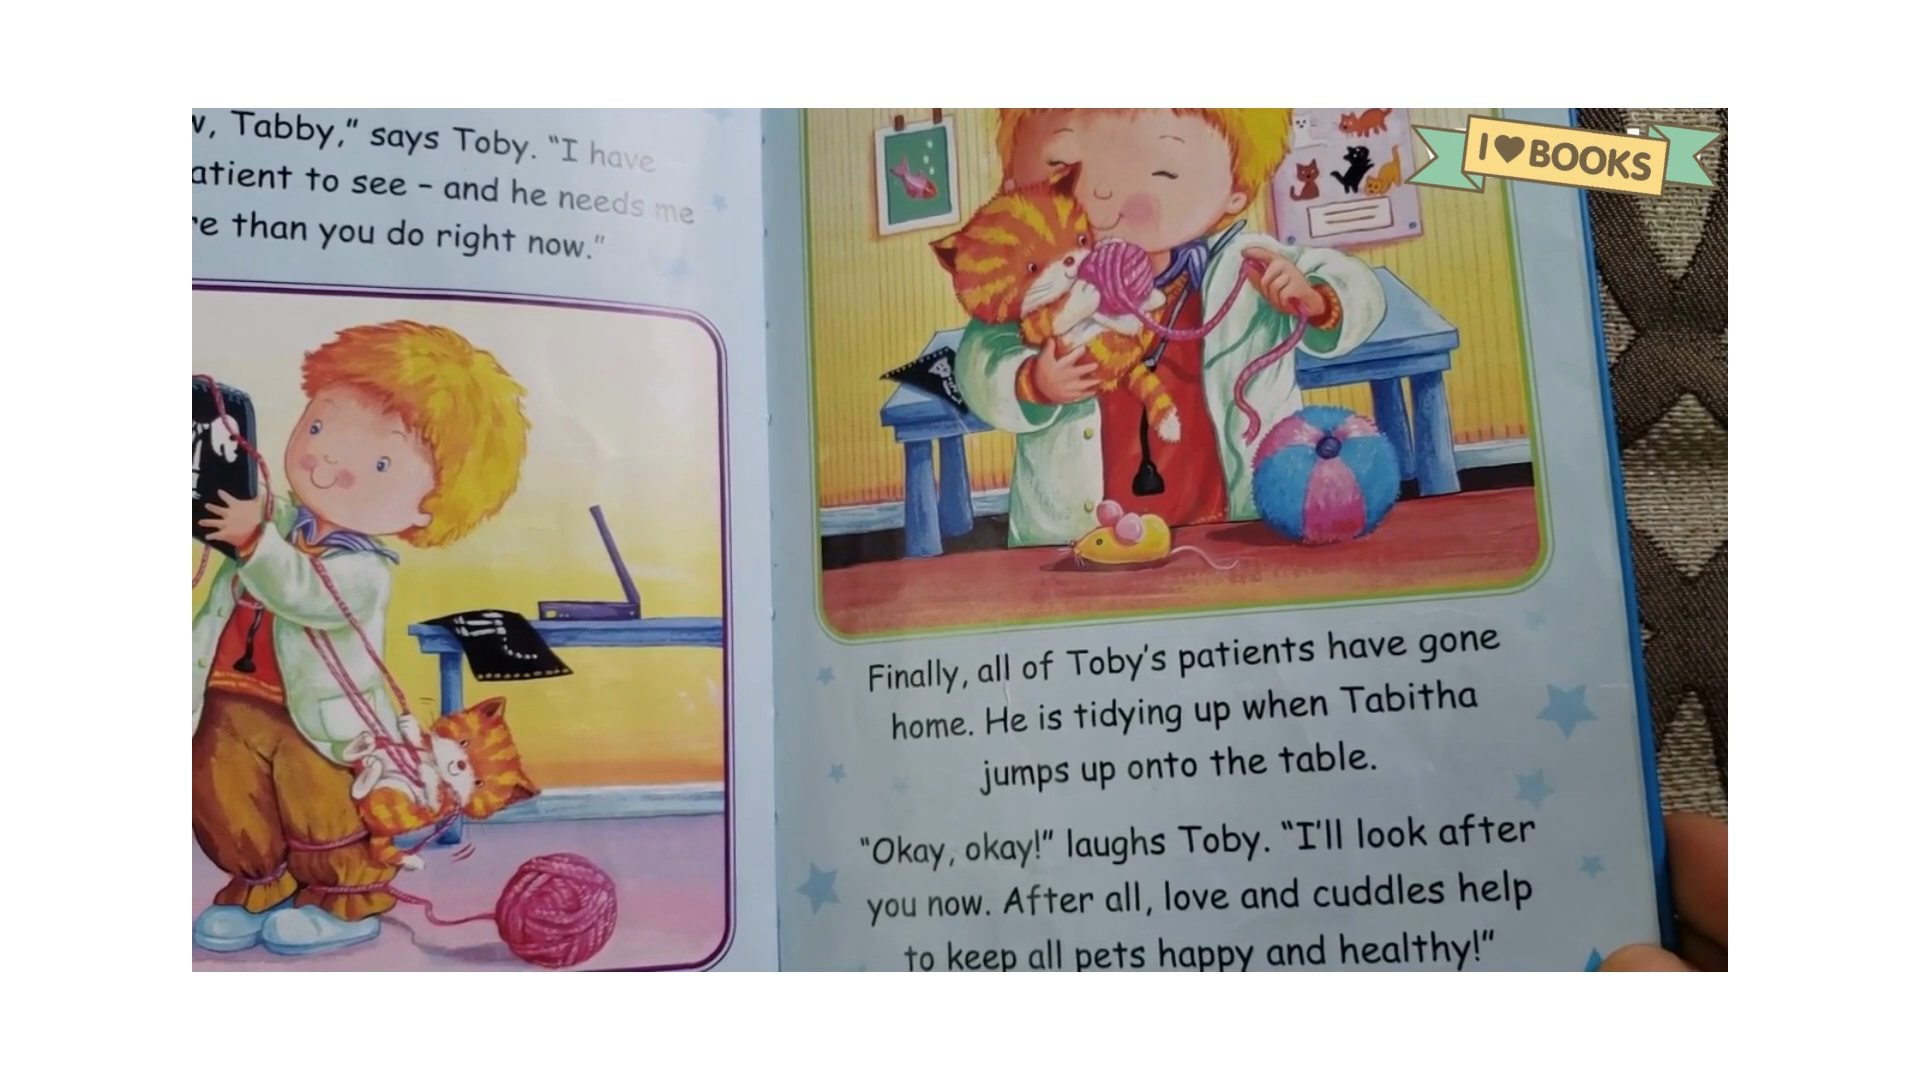 Tabby," says Toby. "I have
to see – and he needs me
than you do right now."
I BOOKS
Finally, all of Toby's patients have gone
home. He is tidying up when Tabitha
jumps up onto the table.
"Okay, okay!" laughs Toby. "I'll look after
you now. After all, love and cuddles help
to keep all pets happy and healthy!"